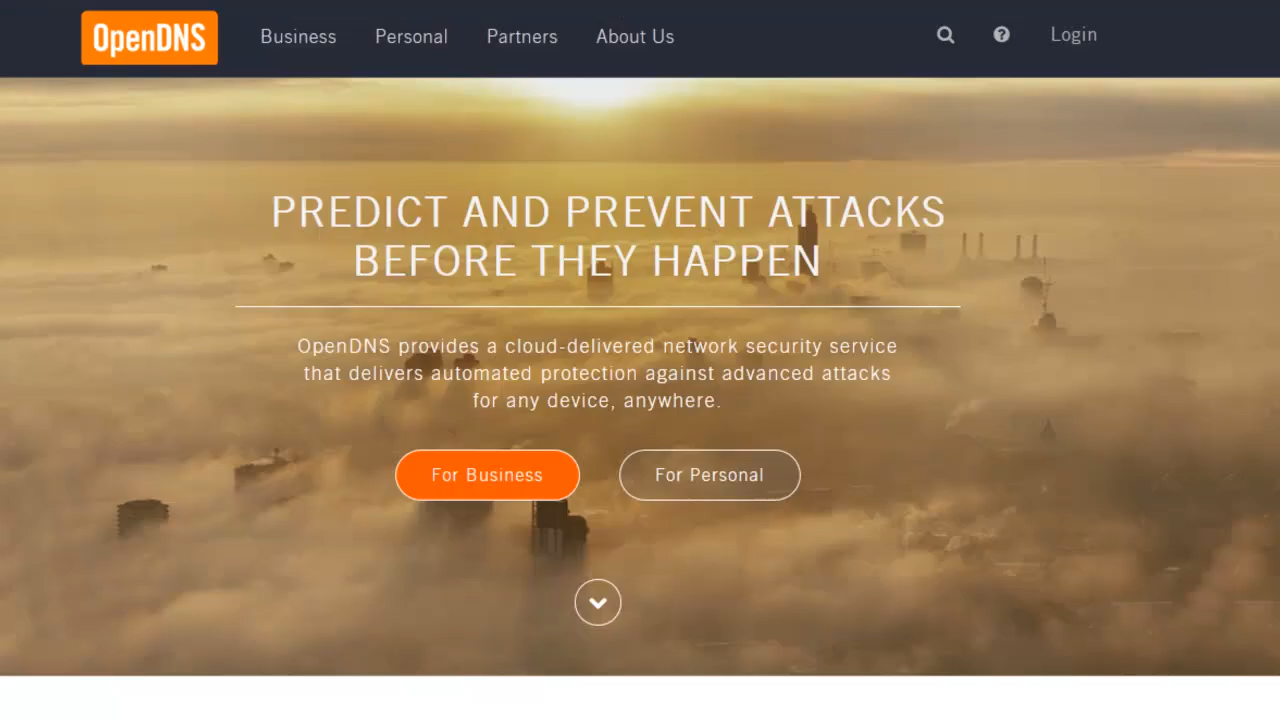 OpenDNS
Business
Personal
Partners
About Us
Login
PREDICT AND PREVENT ATTACKS
BEFORE THEY HAPPEN
OpenDNS provides a cloud-delivered network security service
that delivers automated protection against advanced attacks
for any device, anywhere.
For Business
For Personal